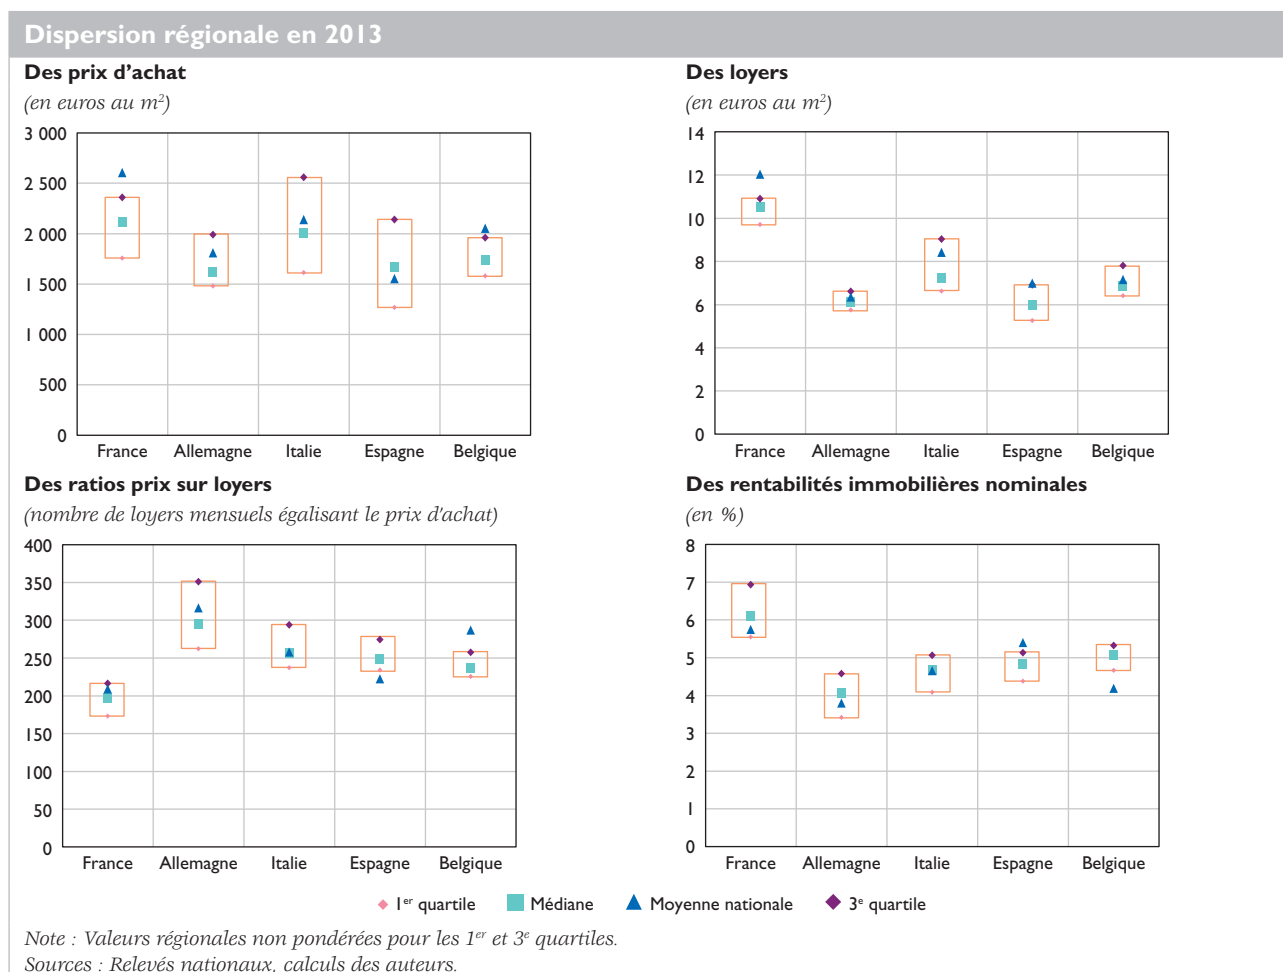 Dispersion régionale en 2013
Des prix d’achat
(en euros au m²)
3 000
2 500
2 000
1 500
1 000
500
0
France Allemagne Italie Espagne Belgique
Des loyers
(en euros au m²)
14
12
10
8
6
4
2
0
France Allemagne Italie Espagne Belgique
Des ratios prix sur loyers
(nombre de loyers mensuels égalisant le prix d’achat)
400
350
300
250
200
150
100
50
0
France Allemagne Italie Espagne Belgique
Des rentabilités immobilières nominales
(en %)
8
7
6
5
4
3
2
1
0
France Allemagne Italie Espagne Belgique
1er quartile Médiane Moyenne nationale 3e quartile
Note : Valeurs régionales non pondérées pour les 1er et 3e quartiles.
Sources : Relevés nationaux, calculs des auteurs.